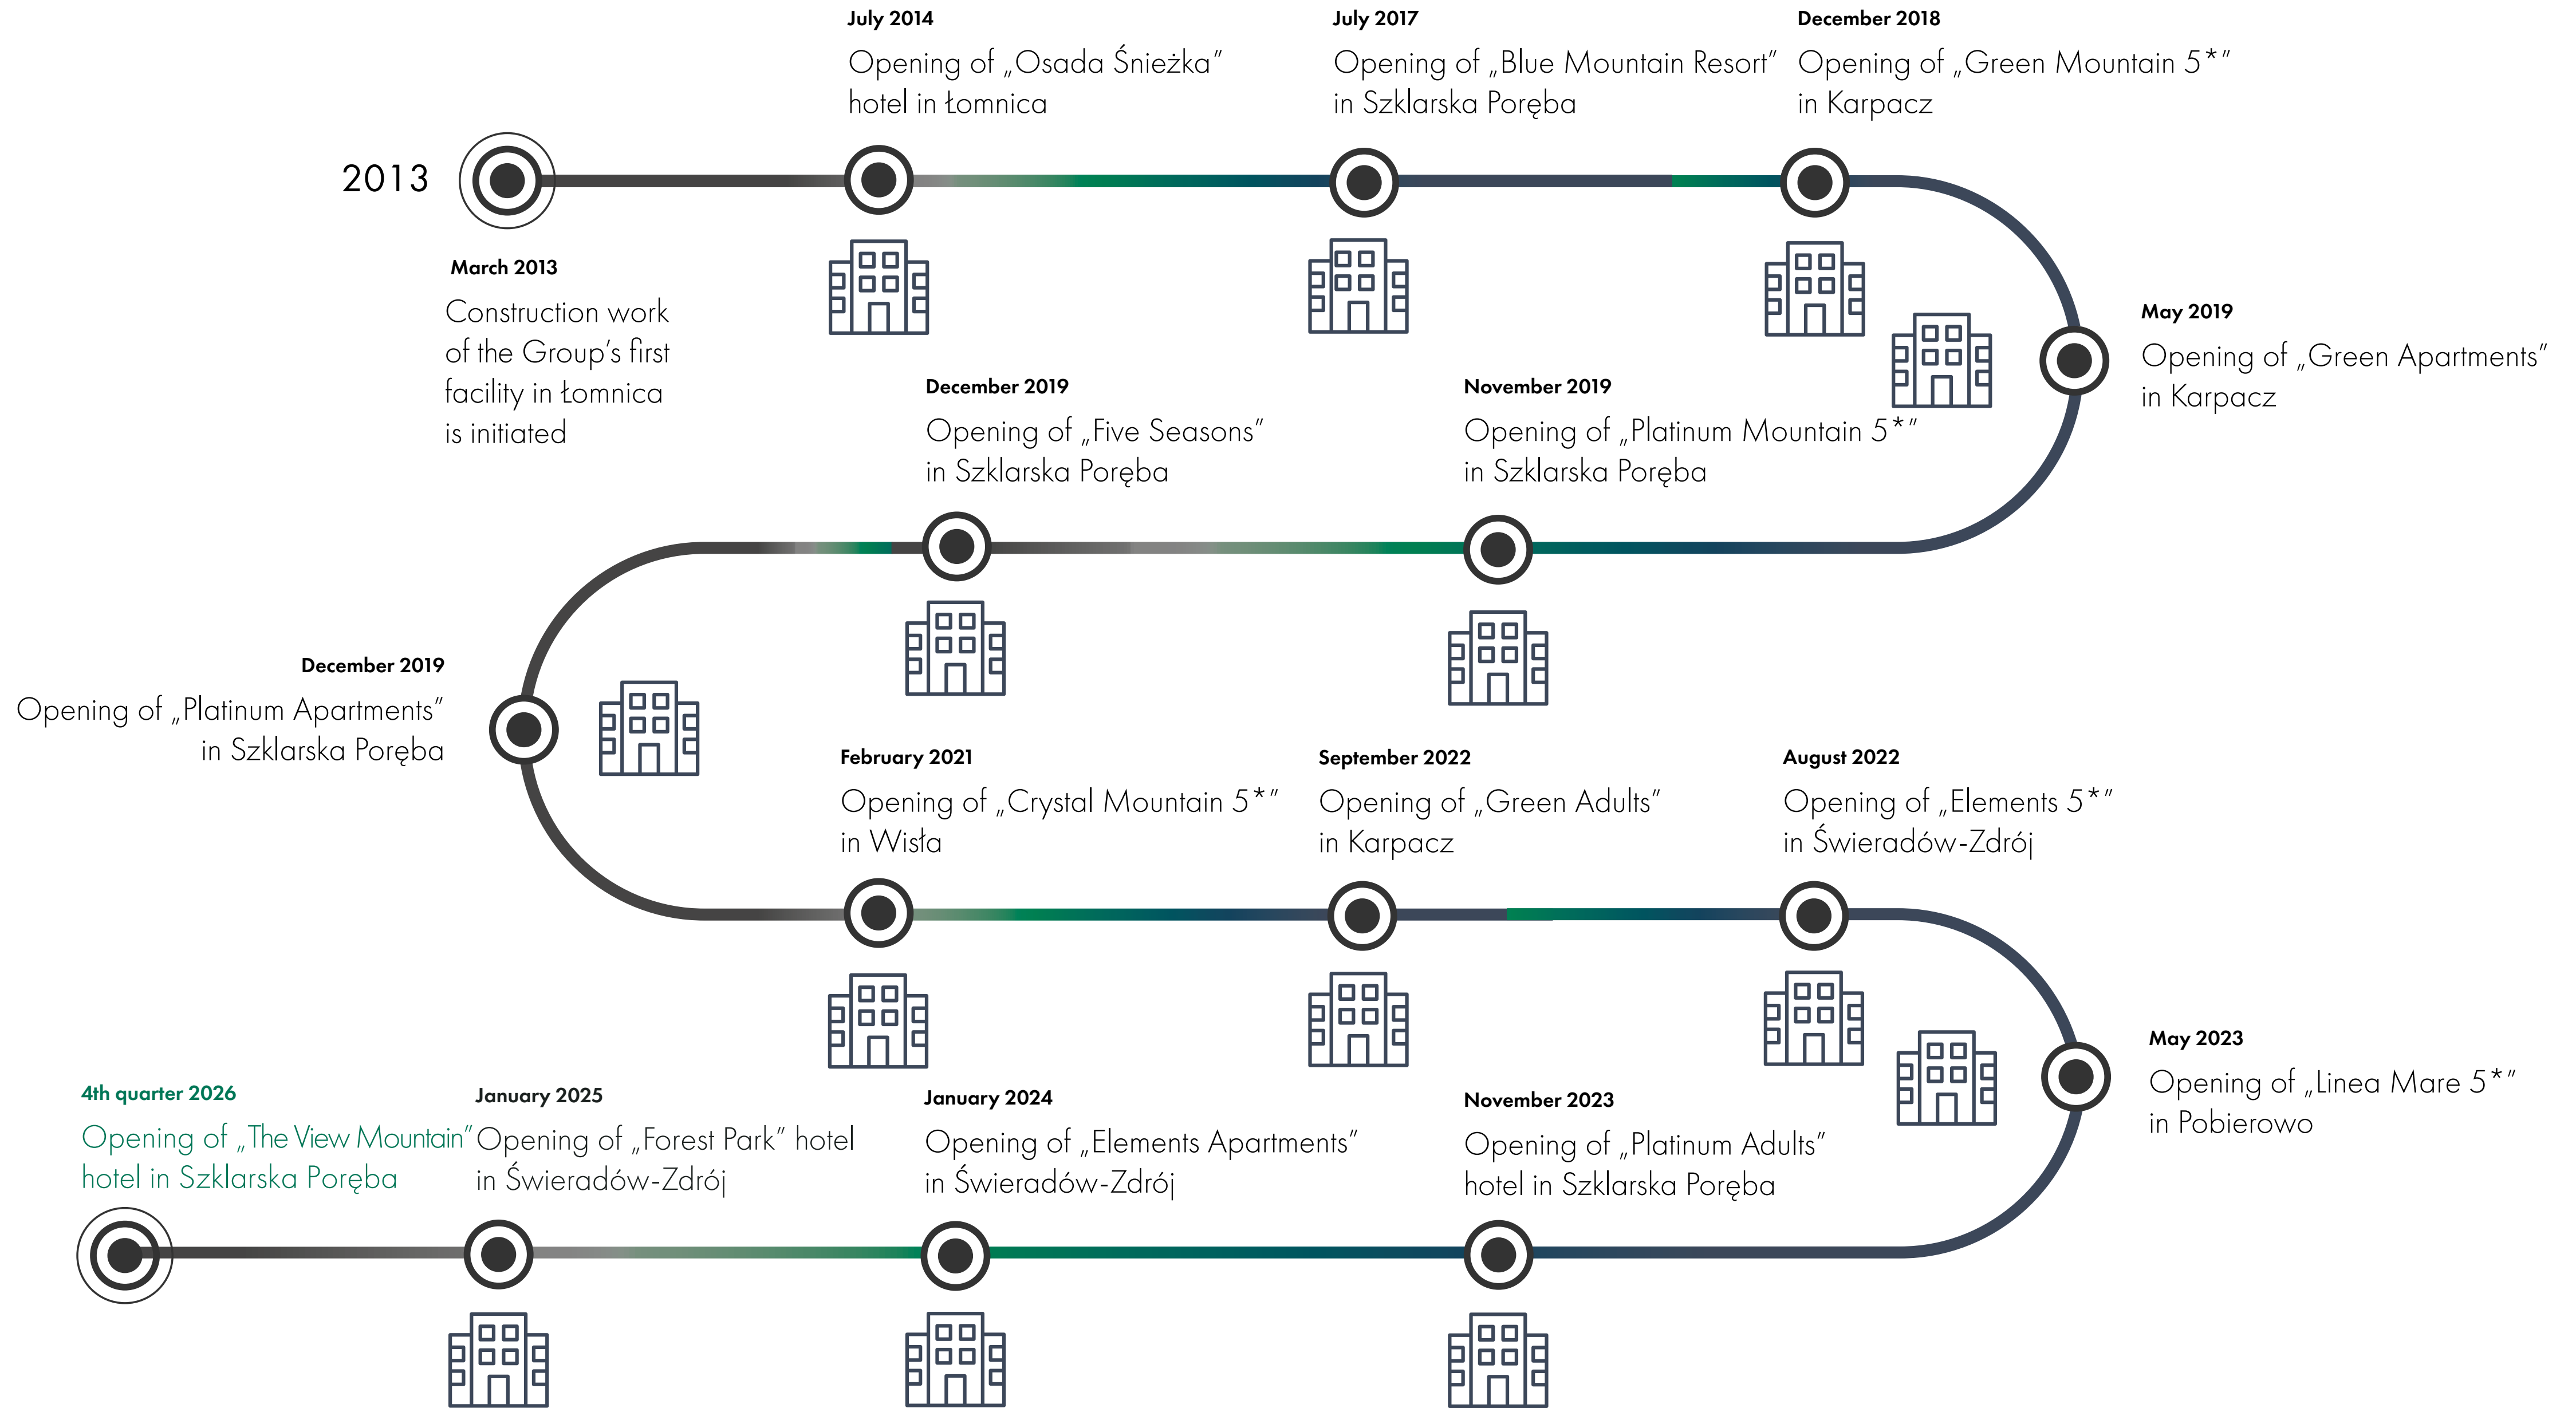 2013
March 2013
Construction work
of the Group's first
facility in Łomnica
is initiated
July 2014
Opening of „Osada Śnieżka”
hotel in Łomnica
July 2017
Opening of „Blue Mountain Resort”
in Szklarska Poręba
December 2018
Opening of „Green Mountain 5*”
in Karpacz
May 2019
Opening of „Green Apartments”
in Karpacz
November 2019
Opening of „Platinum Mountain 5*”
in Szklarska Poręba
December 2019
Opening of „Five Seasons”
in Szklarska Poręba
December 2019
Opening of „Platinum Apartments”
in Szklarska Poręba
February 2021
Opening of „Crystal Mountain 5*”
in Wisła
September 2022
Opening of „Green Adults”
in Karpacz
August 2022
Opening of „Elements 5*”
in Świeradów-Zdrój
May 2023
Opening of „Linea Mare 5*”
in Pobierowo
November 2023
Opening of „Platinum Adults”
hotel in Szklarska Poręba
January 2024
Opening of „Elements Apartments”
in Świeradów-Zdrój
January 2025
Opening of „Forest Park” hotel
in Świeradów-Zdrój
4th quarter 2026
Opening of „The View Mountain”
hotel in Szklarska Poręba